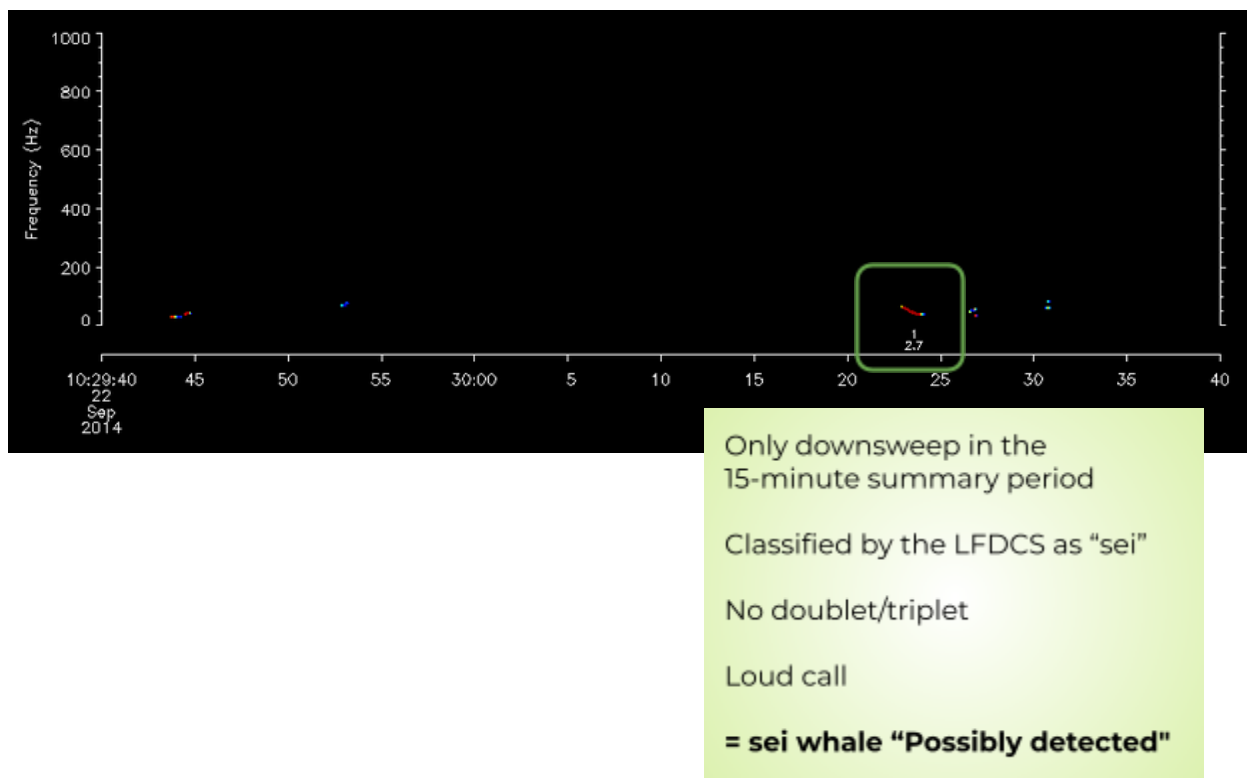 1000
800
600
400
200
0
Frequency (Hz)
1
2.7
10:29:40 45 50 55 30:00 5 10 15 20 25 30 35 40
22
Sep
2014
Only downsweep in the
15-minute summary period
Classified by the LFDCS as “sei”
No doublet/triplet
Loud call
= sei whale “Possibly detected"